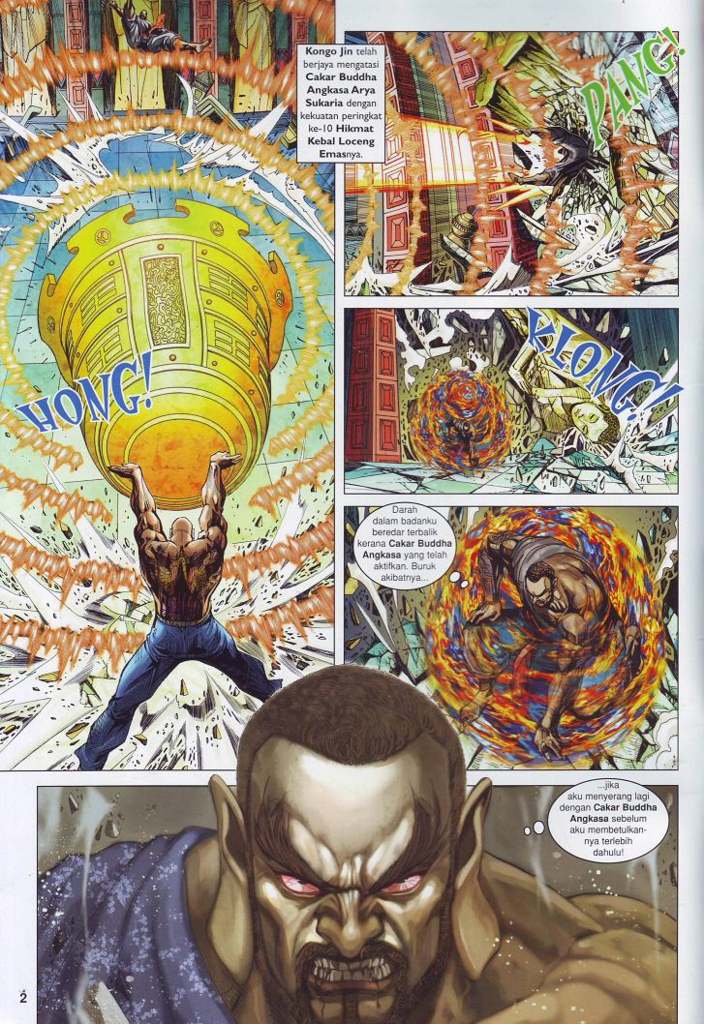 Kongo Jin telah
berjaya mengatasi
Cakar Buddha
Angkasa Arya
Sukaria dengan
kekuatan peringkat
ke-10 Hikmat
Kebal Loceng
Emasnya.
PANG!
HONG!
KLONG!
Darah
dalam badanku
beredar terbalik
kerana Cakar Buddha
Angkasa yang telah
aktifkan. Buruk
akibatnya...
...jika
aku menyerang lagi
dengan Cakar Buddha
Angkasa sebelum
aku membetulkan-
nya terlebih
dahulu!
2